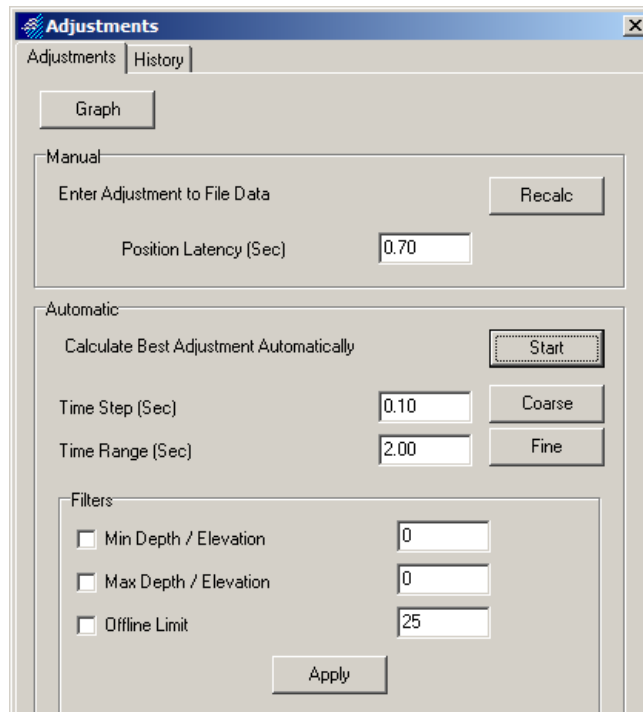 Adjustments
Adjustments History
Graph
Manual
Enter Adjustment to File Data Recalc
Position Latency (Sec) 0.70
Automatic
Calculate Best Adjustment Automatically Start
Time Step (Sec) 0.10 Coarse
Time Range (Sec) 2.00 Fine
Filters
Min Depth / Elevation 0
Max Depth / Elevation 0
Offline Limit 25
Apply